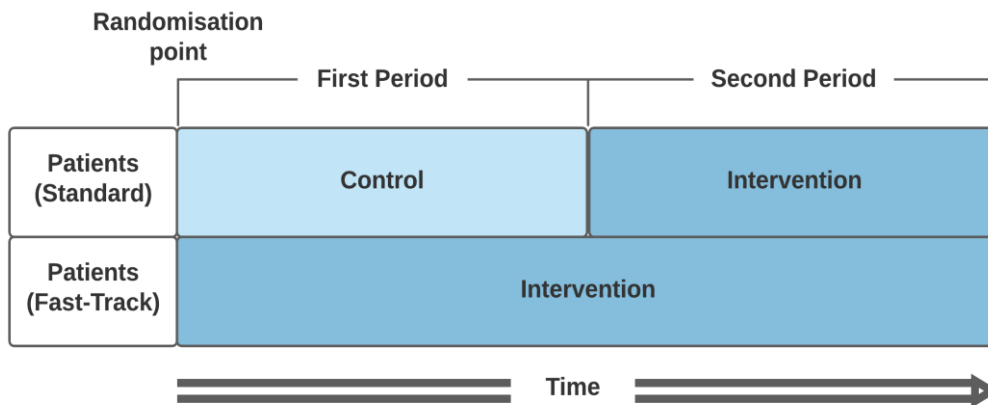 Randomisation
point
First Period
Second Period
Patients
(Standard)
Control
Intervention
Patients
(Fast-Track)
Intervention
Time